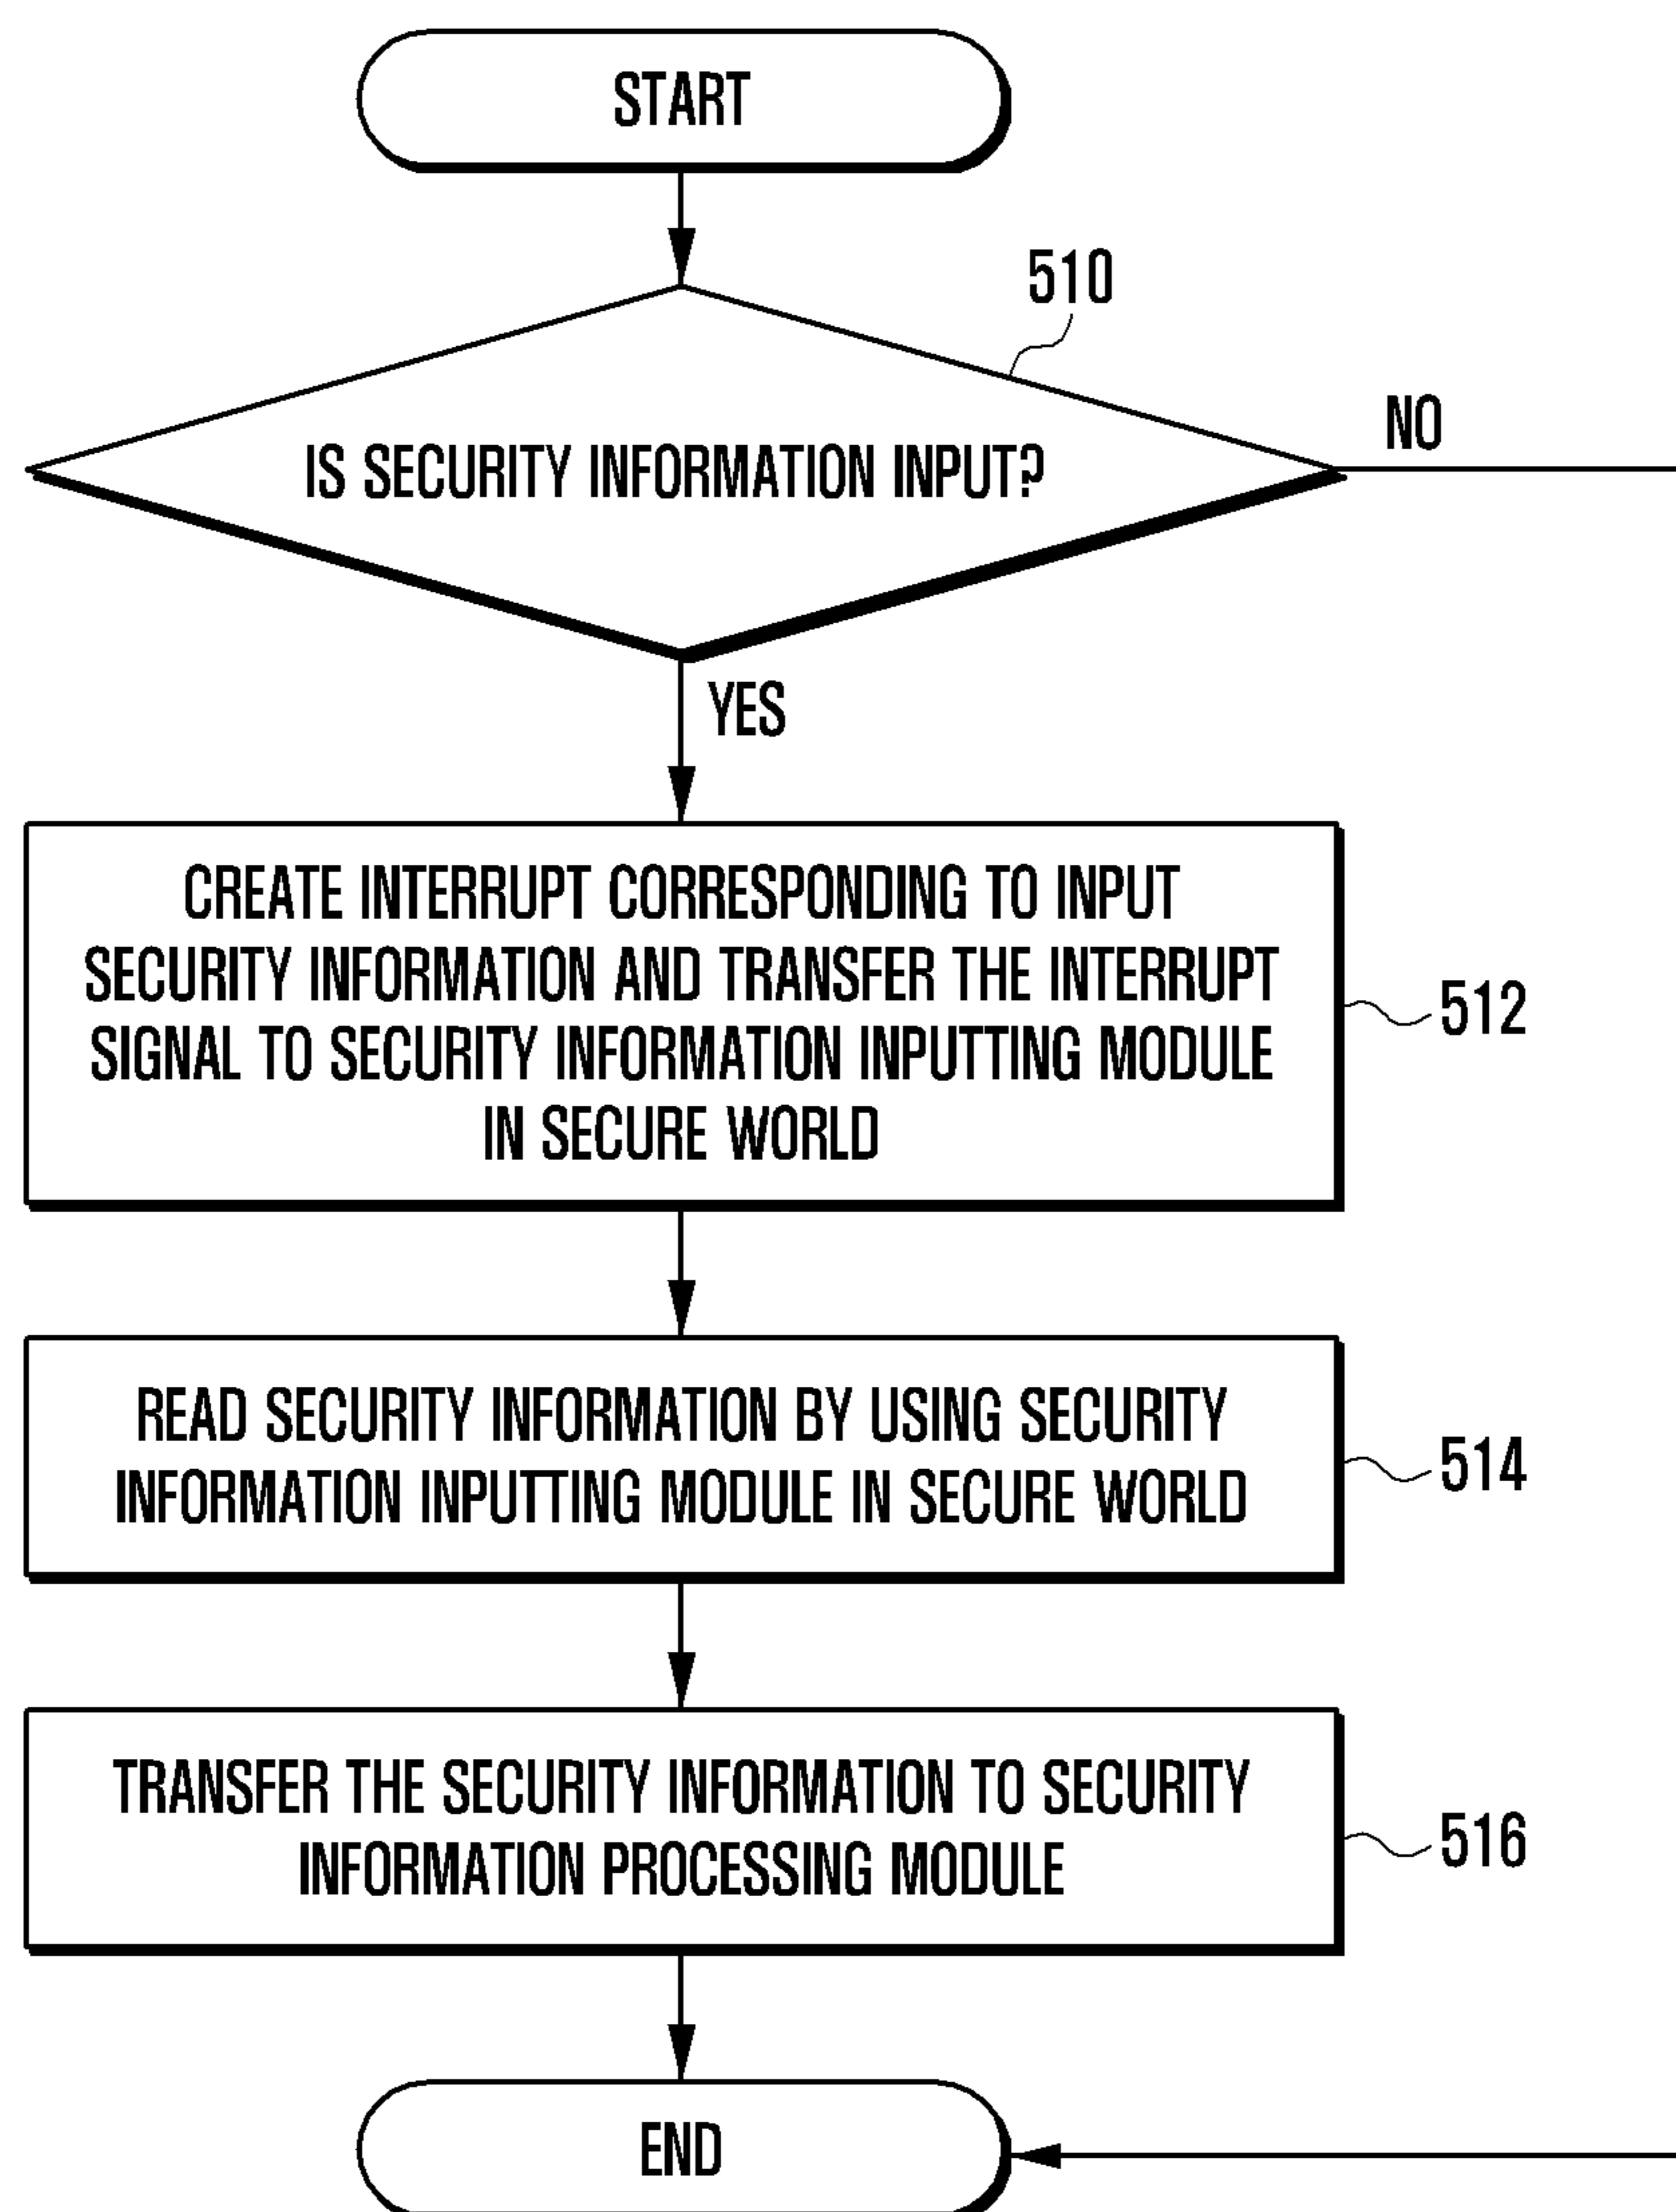 START
510
IS SECURITY INFORMATION INPUT?
NO
YES
CREATE INTERRUPT CORRESPONDING TO INPUT
SECURITY INFORMATION AND TRANSFER THE INTERRUPT
SIGNAL TO SECURITY INFORMATION INPUTTING MODULE
IN SECURE WORLD
512
READ SECURITY INFORMATION BY USING SECURITY
INFORMATION INPUTTING MODULE IN SECURE WORLD
514
TRANSFER THE SECURITY INFORMATION TO SECURITY
INFORMATION PROCESSING MODULE
516
END